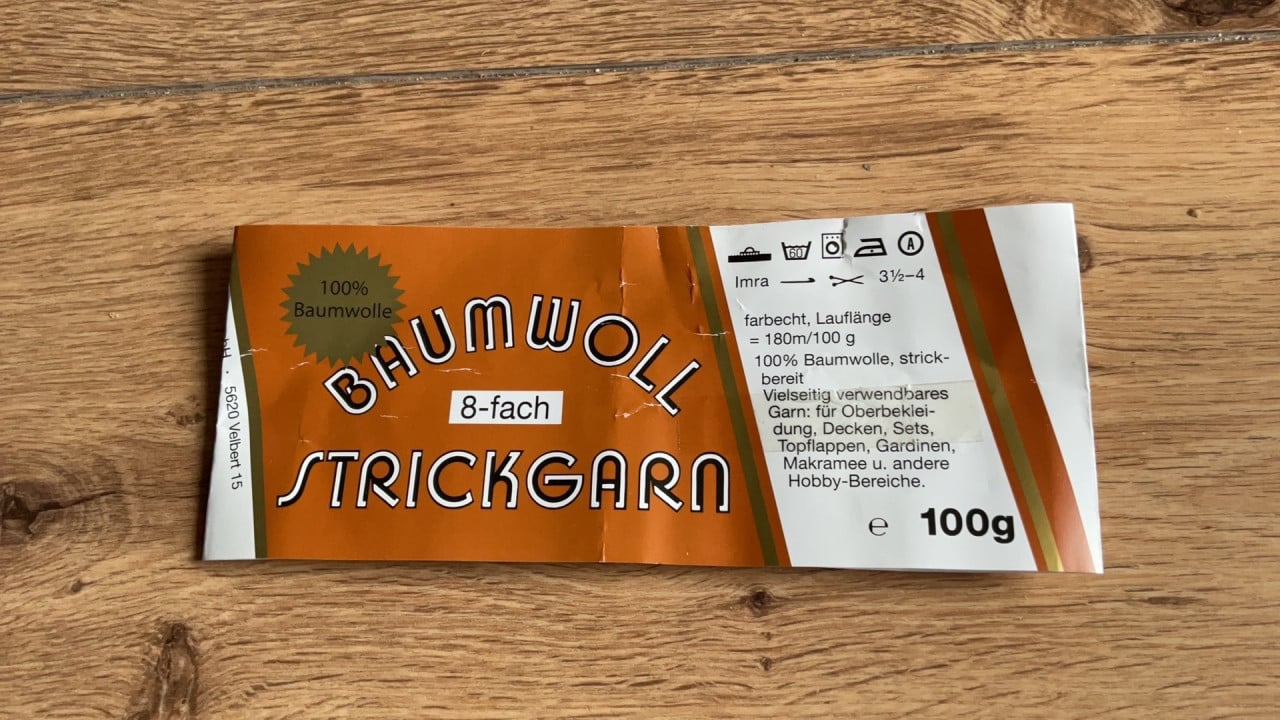 100%
Baumwolle
BAUMWOLL
8-fach
STRICKGARN
5620 Velbert 15
60
A
Imra 3½–4
farbecht, Lauflänge
= 180m/100 g
100% Baumwolle, strick-
bereit
Vielseitig verwendbares
Garn: für Oberbeklei-
dung, Decken, Sets,
Topflappen, Gardinen,
Makramee u. andere
Hobby-Bereiche.
℮ 100g